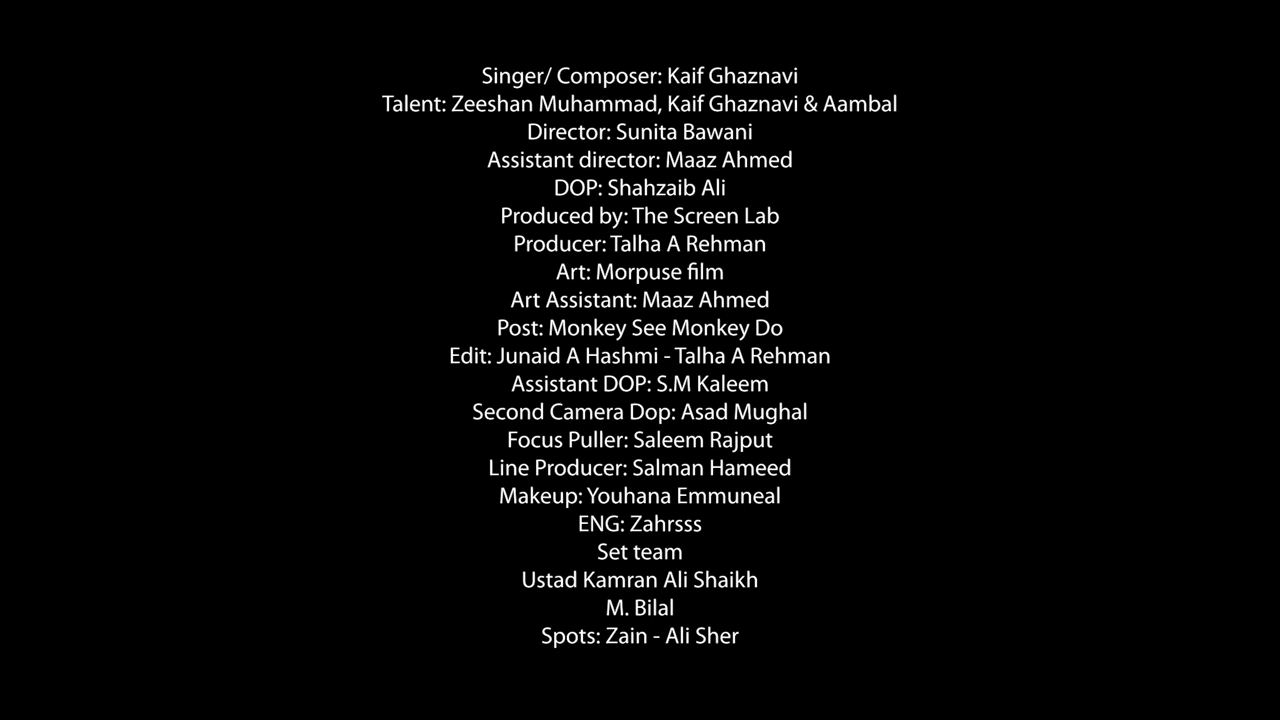 Singer/ Composer: Kaif Ghaznavi
Talent: Zeeshan Muhammad, Kaif Ghaznavi & Aambal
Director: Sunita Bawani
Assistant director: Maaz Ahmed
DOP: Shahzaib Ali
Produced by: The Screen Lab
Producer: Talha A Rehman
Art: Morpuse film
Art Assistant: Maaz Ahmed
Post: Monkey See Monkey Do
Edit: Junaid A Hashmi - Talha A Rehman
Assistant DOP: S.M Kaleem
Second Camera Dop: Asad Mughal
Focus Puller: Saleem Rajput
Line Producer: Salman Hameed
Makeup: Youhana Emmuneal
ENG: Zahrsss
Set team
Ustad Kamran Ali Shaikh
M. Bilal
Spots: Zain - Ali Sher